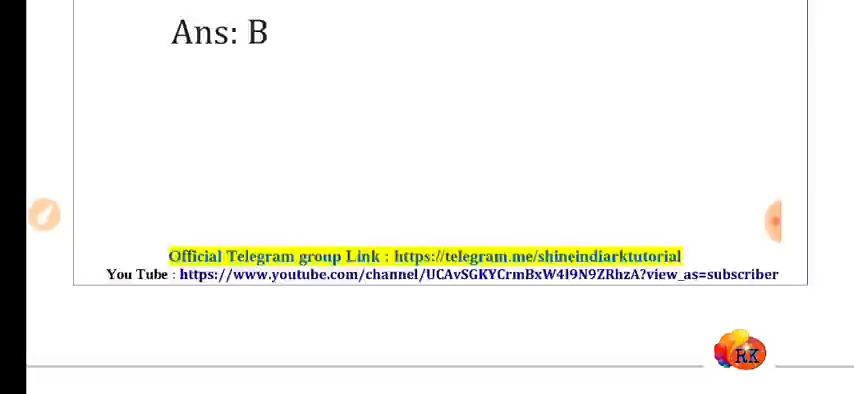 Ans: B
Official Telegram group Link : https://telegram.me/shineindiarktutorial
You Tube : https://www.youtube.com/channel/UCAvSGKYCrmBxW4I9N9ZRhzA?view_as=subscriber
RK